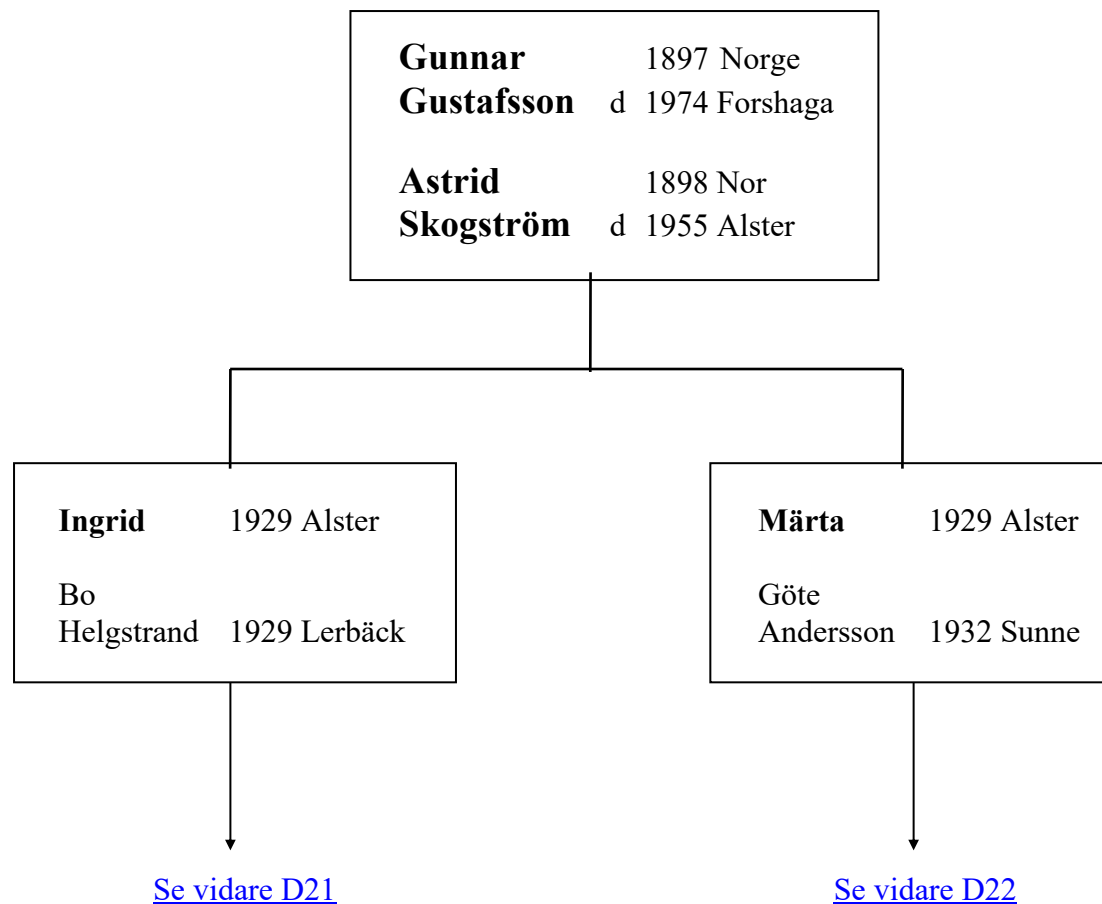 Gunnar 1897 Norge
Gustafsson d 1974 Forshaga
Astrid 1898 Nor
Skogström d 1955 Alster
Ingrid 1929 Alster
Bo
Helgstrand 1929 Lerbäck
Märta 1929 Alster
Göte
Andersson 1932 Sunne
Se vidare D21
Se vidare D22